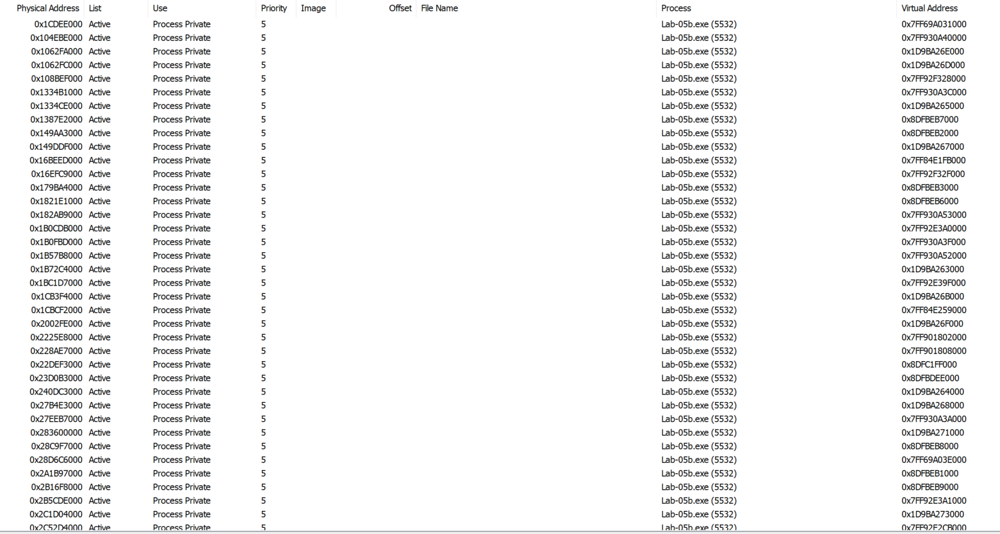 Physical Address List Use Priority Image Offset File Name Process Virtual Address
0x1CDEE000 Active Process Private 5 Lab-05b.exe (5532) 0x7FF69A031000
0x104EBE000 Active Process Private 5 Lab-05b.exe (5532) 0x7FF930A40000
0x1062FA000 Active Process Private 5 Lab-05b.exe (5532) 0x1D9BA26E000
0x1062FC000 Active Process Private 5 Lab-05b.exe (5532) 0x1D9BA26D000
0x108BEF000 Active Process Private 5 Lab-05b.exe (5532) 0x7FF92F328000
0x1334B1000 Active Process Private 5 Lab-05b.exe (5532) 0x7FF930A3C000
0x1334CE000 Active Process Private 5 Lab-05b.exe (5532) 0x1D9BA265000
0x1387E2000 Active Process Private 5 Lab-05b.exe (5532) 0x8DFBEB7000
0x149AA3000 Active Process Private 5 Lab-05b.exe (5532) 0x8DFBEB2000
0x149DDF000 Active Process Private 5 Lab-05b.exe (5532) 0x1D9BA267000
0x16BEED000 Active Process Private 5 Lab-05b.exe (5532) 0x7FF84E1FB000
0x16EFC9000 Active Process Private 5 Lab-05b.exe (5532) 0x7FF92F32F000
0x179BA4000 Active Process Private 5 Lab-05b.exe (5532) 0x8DFBEB3000
0x1821E1000 Active Process Private 5 Lab-05b.exe (5532) 0x8DFBEB6000
0x182AB9000 Active Process Private 5 Lab-05b.exe (5532) 0x7FF930A53000
0x1B0CDB000 Active Process Private 5 Lab-05b.exe (5532) 0x7FF92E3A0000
0x1B0FBD000 Active Process Private 5 Lab-05b.exe (5532) 0x7FF930A3F000
0x1B57B8000 Active Process Private 5 Lab-05b.exe (5532) 0x7FF930A52000
0x1B72C4000 Active Process Private 5 Lab-05b.exe (5532) 0x1D9BA263000
0x1BC1D7000 Active Process Private 5 Lab-05b.exe (5532) 0x7FF92E39F000
0x1CB3F4000 Active Process Private 5 Lab-05b.exe (5532) 0x1D9BA26B000
0x1CBCF2000 Active Process Private 5 Lab-05b.exe (5532) 0x7FF84E259000
0x2002FE000 Active Process Private 5 Lab-05b.exe (5532) 0x1D9BA26F000
0x2225E8000 Active Process Private 5 Lab-05b.exe (5532) 0x7FF901802000
0x228AE7000 Active Process Private 5 Lab-05b.exe (5532) 0x7FF901808000
0x22DEF3000 Active Process Private 5 Lab-05b.exe (5532) 0x8DFC1FF000
0x23D0B3000 Active Process Private 5 Lab-05b.exe (5532) 0x8DFBDEE000
0x240DC3000 Active Process Private 5 Lab-05b.exe (5532) 0x1D9BA264000
0x27B4E3000 Active Process Private 5 Lab-05b.exe (5532) 0x1D9BA268000
0x27EEB7000 Active Process Private 5 Lab-05b.exe (5532) 0x7FF930A3A000
0x283600000 Active Process Private 5 Lab-05b.exe (5532) 0x1D9BA271000
0x28C9F7000 Active Process Private 5 Lab-05b.exe (5532) 0x8DFBEB8000
0x28D6C6000 Active Process Private 5 Lab-05b.exe (5532) 0x7FF69A03E000
0x2A1B97000 Active Process Private 5 Lab-05b.exe (5532) 0x8DFBEB1000
0x2B16F8000 Active Process Private 5 Lab-05b.exe (5532) 0x8DFBEB9000
0x2B5CDE000 Active Process Private 5 Lab-05b.exe (5532) 0x7FF92E3A1000
0x2C1D04000 Active Process Private 5 Lab-05b.exe (5532) 0x1D9BA273000
0x2C52D4000 Active Process Private 5 Lab-05b.exe (5532) 0x7FF92E2CB000